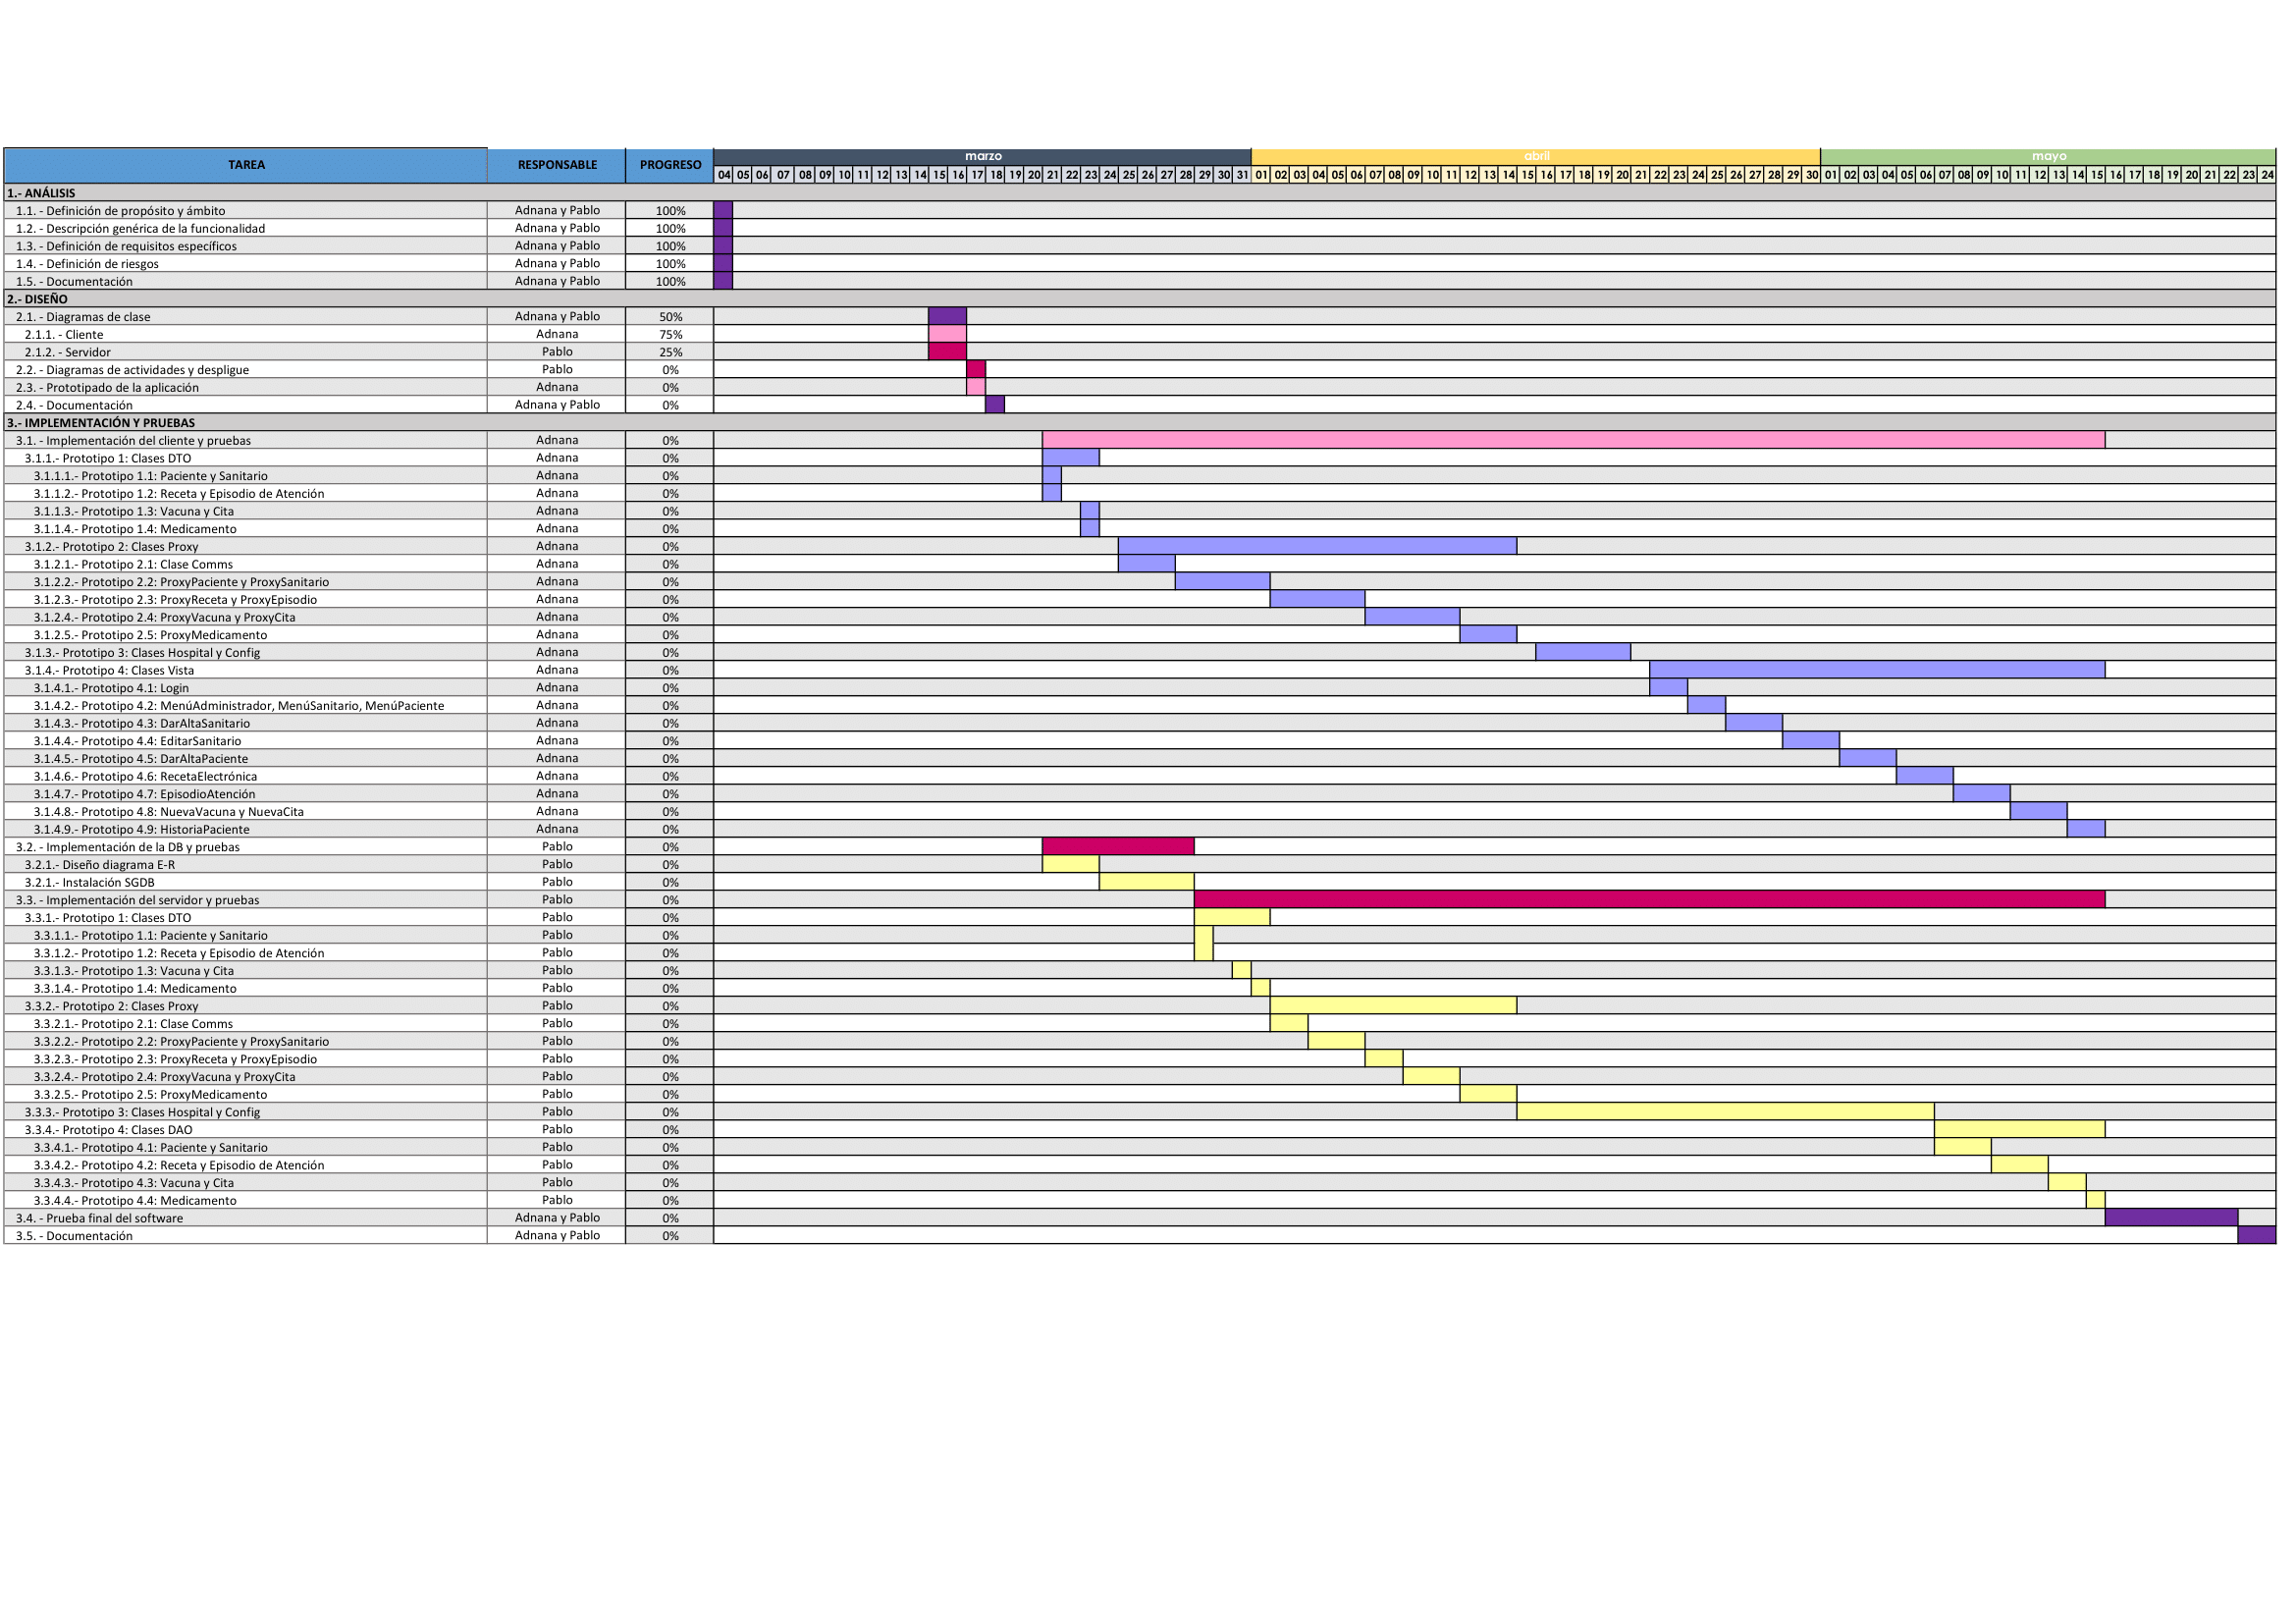 marzo abril mayo
TAREA RESPONSABLE PROGRESO
04 05 06 07 08 09 10 11 12 13 14 15 16 17 18 19 20 21 22 23 24 25 26 27 28 29 30 31 01 02 03 04 05 06 07 08 09 10 11 12 13 14 15 16 17 18 19 20 21 22 23 24 25 26 27 28 29 30 01 02 03 04 05 06 07 08 09 10 11 12 13 14 15 16 17 18 19 20 21 22 23 24
1.- ANÁLISIS
1.1. - Definición de propósito y ámbito Adnana y Pablo 100%
1.2. - Descripción genérica de la funcionalidad Adnana y Pablo 100%
1.3. - Definición de requisitos específicos Adnana y Pablo 100%
1.4. - Definición de riesgos Adnana y Pablo 100%
1.5. - Documentación Adnana y Pablo 100%
2.- DISEÑO
2.1. - Diagramas de clase Adnana y Pablo 50%
2.1.1. - Cliente Adnana 75%
2.1.2. - Servidor Pablo 25%
2.2. - Diagramas de actividades y despligue Pablo 0%
2.3. - Prototipado de la aplicación Adnana 0%
2.4. - Documentación Adnana y Pablo 0%
3.- IMPLEMENTACIÓN Y PRUEBAS
3.1. - Implementación del cliente y pruebas Adnana 0%
3.1.1.- Prototipo 1: Clases DTO Adnana 0%
3.1.1.1.- Prototipo 1.1: Paciente y Sanitario Adnana 0%
3.1.1.2.- Prototipo 1.2: Receta y Episodio de Atención Adnana 0%
3.1.1.3.- Prototipo 1.3: Vacuna y Cita Adnana 0%
3.1.1.4.- Prototipo 1.4: Medicamento Adnana 0%
3.1.2.- Prototipo 2: Clases Proxy Adnana 0%
3.1.2.1.- Prototipo 2.1: Clase Comms Adnana 0%
3.1.2.2.- Prototipo 2.2: ProxyPaciente y ProxySanitario Adnana 0%
3.1.2.3.- Prototipo 2.3: ProxyReceta y ProxyEpisodio Adnana 0%
3.1.2.4.- Prototipo 2.4: ProxyVacuna y ProxyCita Adnana 0%
3.1.2.5.- Prototipo 2.5: ProxyMedicamento Adnana 0%
3.1.3.- Prototipo 3: Clases Hospital y Config Adnana 0%
3.1.4.- Prototipo 4: Clases Vista Adnana 0%
3.1.4.1.- Prototipo 4.1: Login Adnana 0%
3.1.4.2.- Prototipo 4.2: MenúAdministrador, MenúSanitario, MenúPaciente Adnana 0%
3.1.4.3.- Prototipo 4.3: DarAltaSanitario Adnana 0%
3.1.4.4.- Prototipo 4.4: EditarSanitario Adnana 0%
3.1.4.5.- Prototipo 4.5: DarAltaPaciente Adnana 0%
3.1.4.6.- Prototipo 4.6: RecetaElectrónica Adnana 0%
3.1.4.7.- Prototipo 4.7: EpisodioAtención Adnana 0%
3.1.4.8.- Prototipo 4.8: NuevaVacuna y NuevaCita Adnana 0%
3.1.4.9.- Prototipo 4.9: HistoriaPaciente Adnana 0%
3.2. - Implementación de la DB y pruebas Pablo 0%
3.2.1.- Diseño diagrama E-R Pablo 0%
3.2.1.- Instalación SGDB Pablo 0%
3.3. - Implementación del servidor y pruebas Pablo 0%
3.3.1.- Prototipo 1: Clases DTO Pablo 0%
3.3.1.1.- Prototipo 1.1: Paciente y Sanitario Pablo 0%
3.3.1.2.- Prototipo 1.2: Receta y Episodio de Atención Pablo 0%
3.3.1.3.- Prototipo 1.3: Vacuna y Cita Pablo 0%
3.3.1.4.- Prototipo 1.4: Medicamento Pablo 0%
3.3.2.- Prototipo 2: Clases Proxy Pablo 0%
3.3.2.1.- Prototipo 2.1: Clase Comms Pablo 0%
3.3.2.2.- Prototipo 2.2: ProxyPaciente y ProxySanitario Pablo 0%
3.3.2.3.- Prototipo 2.3: ProxyReceta y ProxyEpisodio Pablo 0%
3.3.2.4.- Prototipo 2.4: ProxyVacuna y ProxyCita Pablo 0%
3.3.2.5.- Prototipo 2.5: ProxyMedicamento Pablo 0%
3.3.3.- Prototipo 3: Clases Hospital y Config Pablo 0%
3.3.4.- Prototipo 4: Clases DAO Pablo 0%
3.3.4.1.- Prototipo 4.1: Paciente y Sanitario Pablo 0%
3.3.4.2.- Prototipo 4.2: Receta y Episodio de Atención Pablo 0%
3.3.4.3.- Prototipo 4.3: Vacuna y Cita Pablo 0%
3.3.4.4.- Prototipo 4.4: Medicamento Pablo 0%
3.4. - Prueba final del software Adnana y Pablo 0%
3.5. - Documentación Adnana y Pablo 0%